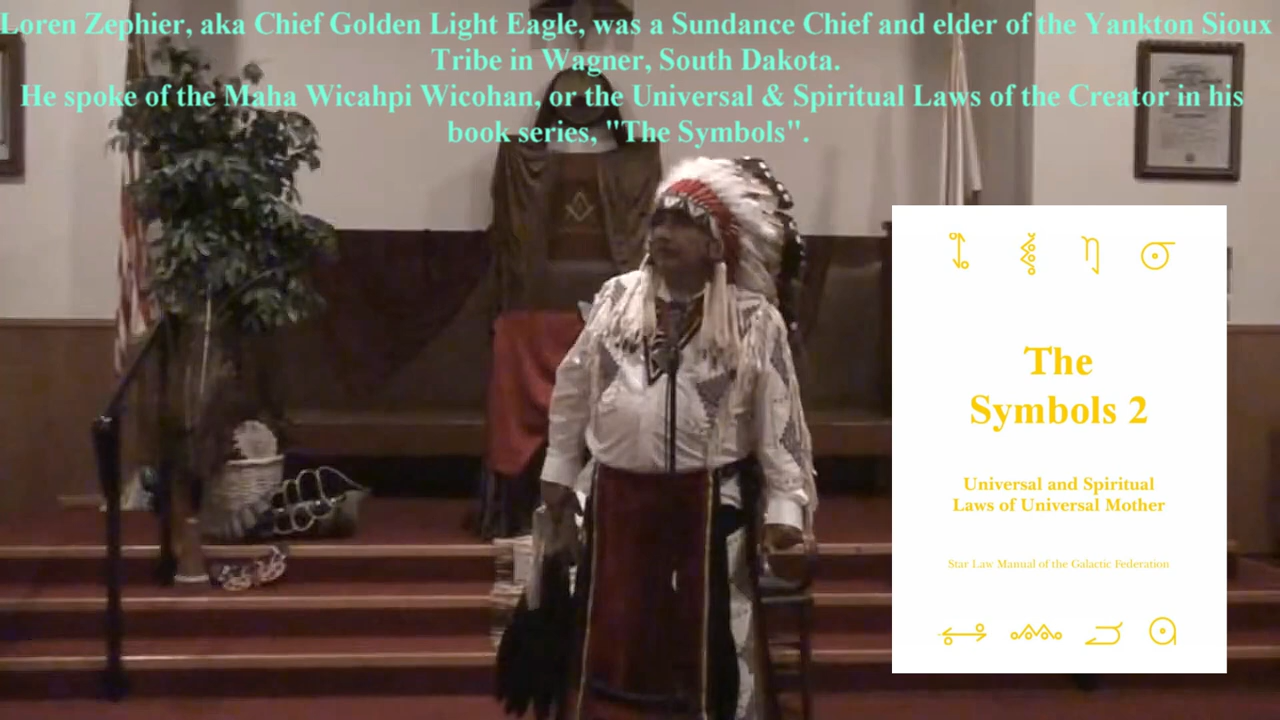 Loren Zephier, aka Chief Golden Light Eagle, was a Sundance Chief and elder of the Yankton Sioux
Tribe in Wagner, South Dakota.
He spoke of the Maha Wicahpi Wicohan, or the Universal & Spiritual Laws of the Creator in his
book series, "The Symbols".
The
Symbols 2
Universal and Spiritual
Laws of Universal Mother
Star Law Manual of the Galactic Federation